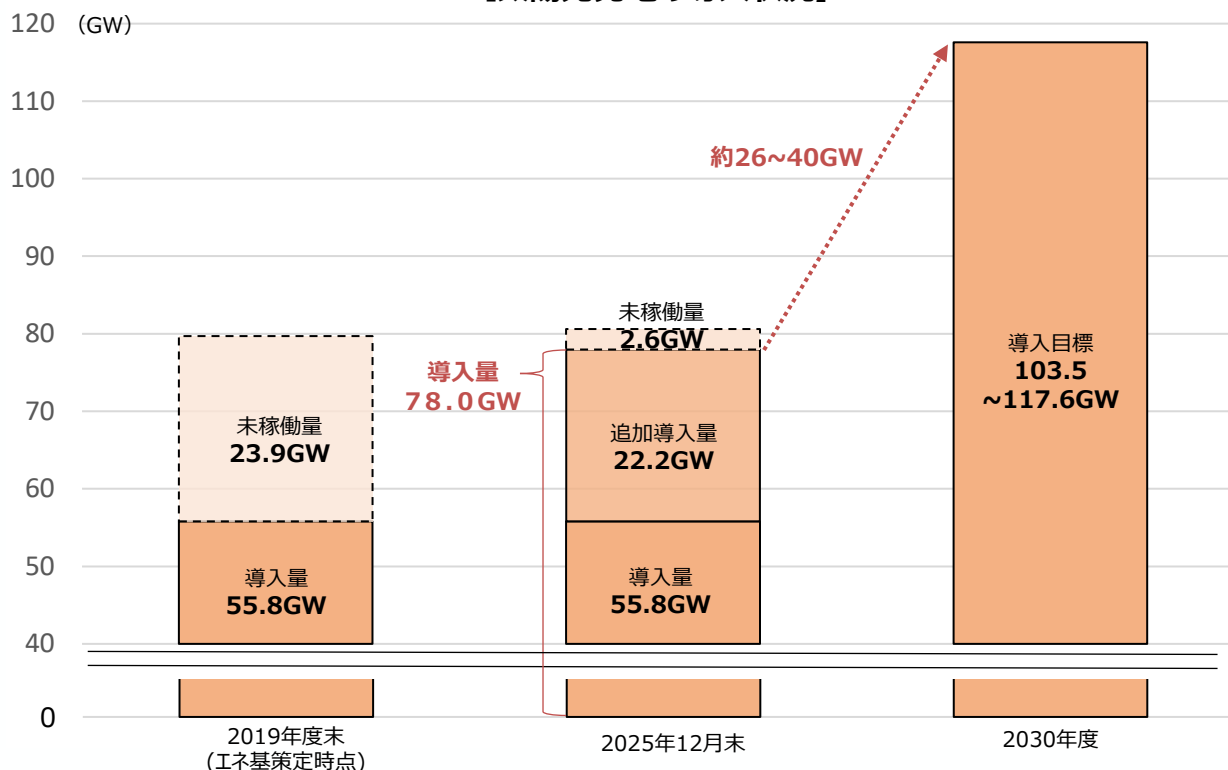 120
(GW)
110
100
90
80
70
60
50
40
0
未稼働量
23.9GW
導入量
55.8GW
導入量
78.0GW
未稼働量
2.6GW
追加導入量
22.2GW
導入量
55.8GW
約26~40GW
導入目標
103.5
~117.6GW
2019年度末
(エネ基策定時点)
2025年12月末
2030年度